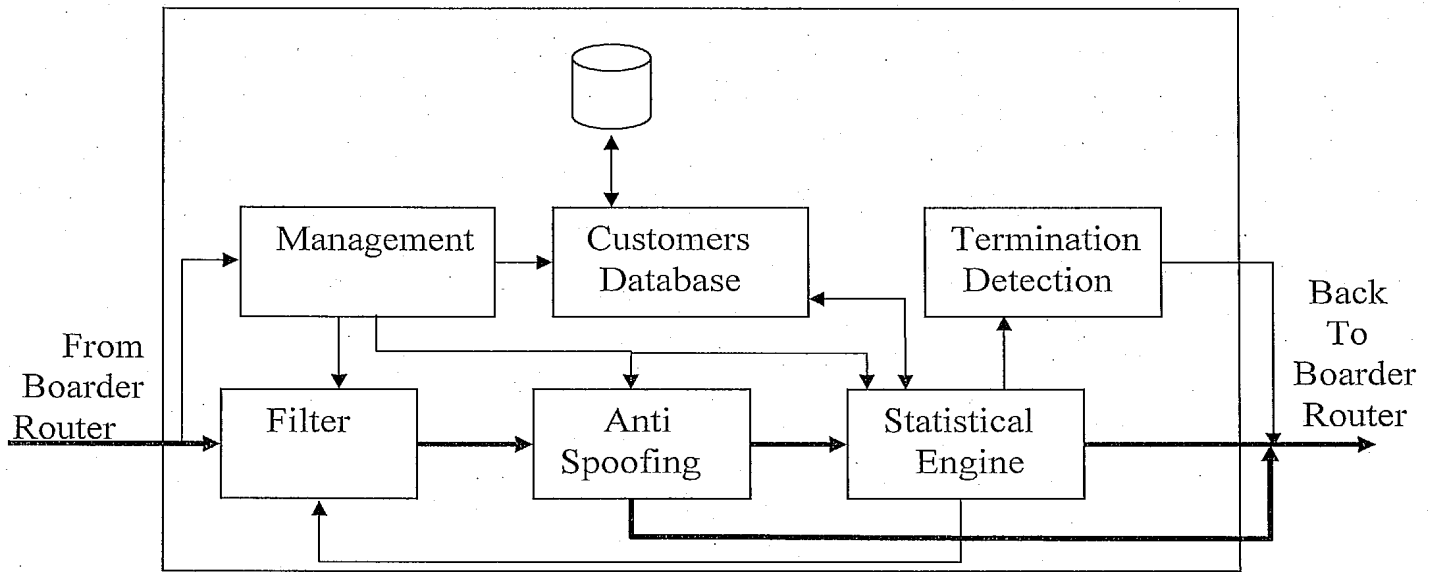 Management
Customers
Database
Termination
Detection
From
Boarder
Router
Back
To
Boarder
Router
Filter
Anti
Spoofing
Statistical
Engine